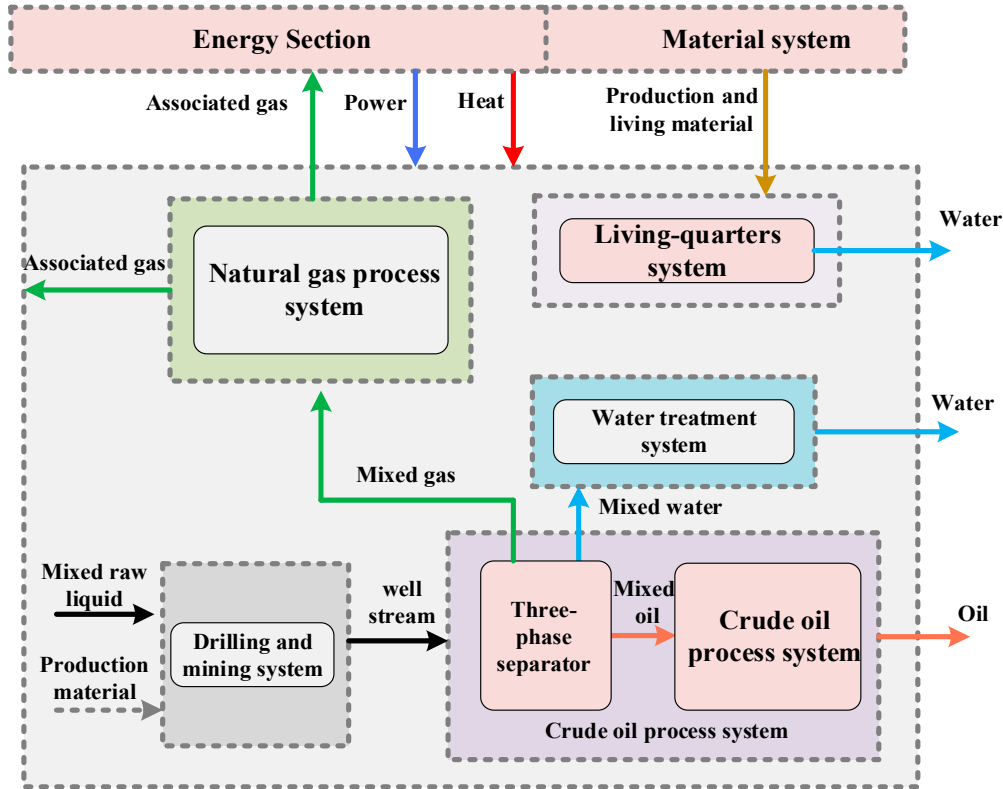 Energy Section
Material system
Associated gas
Power
Heat
Production and
living material
Living-quarters
system
Water
Associated gas
Natural gas process
system
Water treatment
system
Water
Mixed gas
Mixed water
Mixed raw
liquid
Production
material
Drilling and
mining system
well
stream
Three-
phase
separator
Mixed
oil
Crude oil
process system
Oil
Crude oil process system